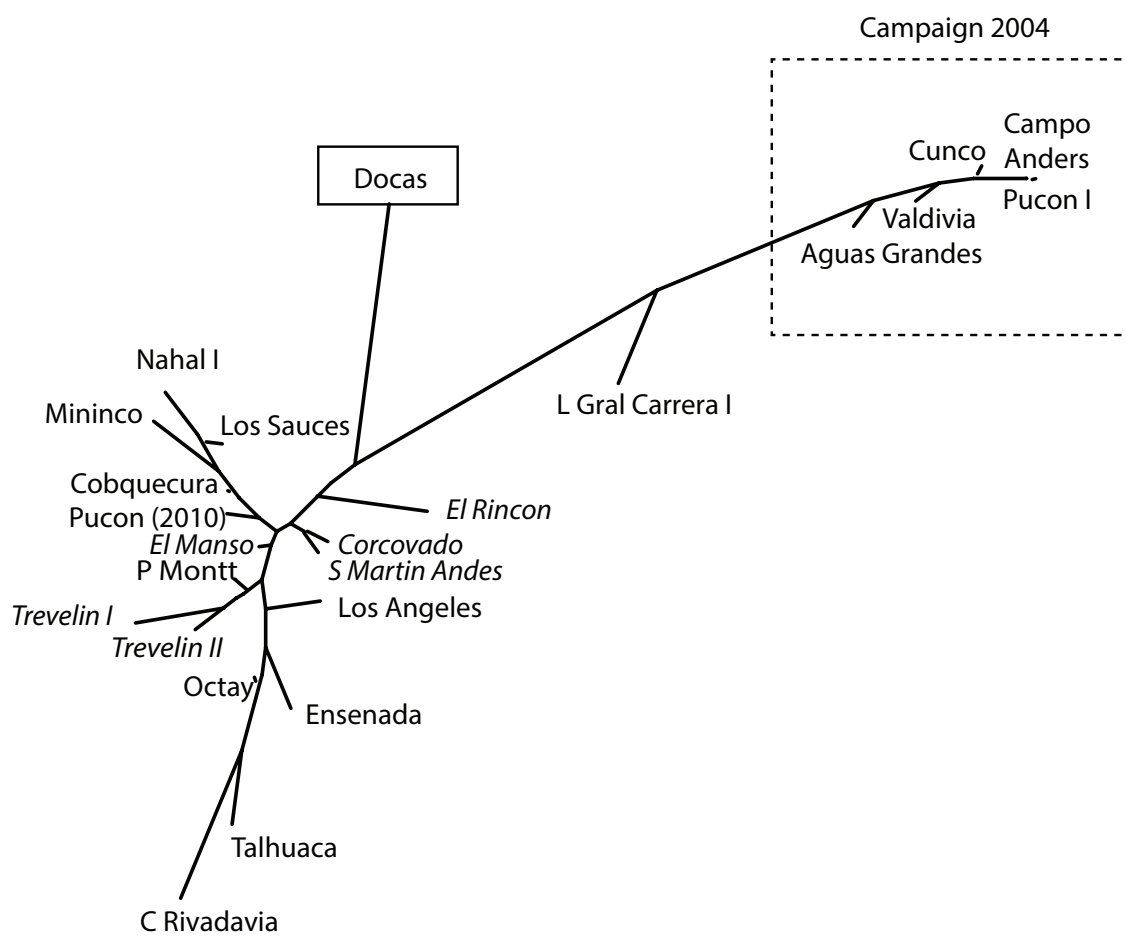 Campaign 2004
Campo
Anders
Cunco
Pucon I
Valdivia
Aguas Grandes
Docas
L Gral Carrera I
Nahal I
Mininco
Los Sauces
Cobquecura
Pucon (2010)
El Rincon
El Manso
Corcovado
P Montt
S Martin Andes
Trevelin I
Los Angeles
Trevelin II
Octay
Ensenada
Talhuaca
C Rivadavia